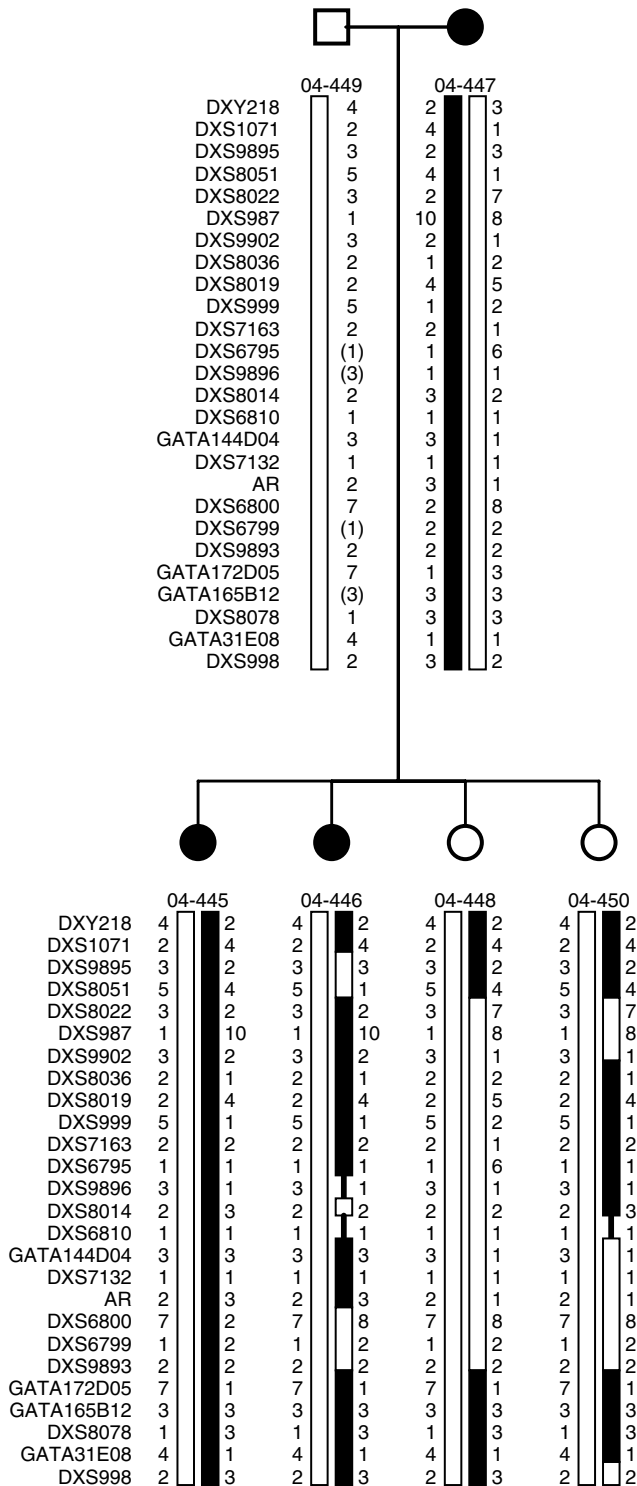 04-449 04-447
DXY218 4 2 3
DXS1071 2 4 1
DXS9895 3 2 3
DXS8051 5 4 1
DXS8022 3 2 7
DXS987 1 10 8
DXS9902 3 2 1
DXS8036 2 1 2
DXS8019 2 4 5
DXS999 5 1 2
DXS7163 2 2 1
DXS6795 (1) 1 6
DXS9896 (3) 1 1
DXS8014 2 3 2
DXS6810 1 1 1
GATA144D04 3 3 1
DXS7132 1 1 1
AR 2 3 1
DXS6800 7 2 8
DXS6799 (1) 2 2
DXS9893 2 2 2
GATA172D05 7 1 3
GATA165B12 (3) 3 3
DXS8078 1 3 3
GATA31E08 4 1 1
DXS998 2 3 2
04-445 04-446 04-448 04-450
DXY218 4 2 4 2 4 2 4 2
DXS1071 2 4 2 4 2 4 2 4
DXS9895 3 2 3 3 3 2 3 2
DXS8051 5 4 5 1 5 4 5 4
DXS8022 3 2 3 2 3 7 3 7
DXS987 1 10 1 10 1 8 1 8
DXS9902 3 2 3 2 3 1 3 1
DXS8036 2 1 2 1 2 2 2 1
DXS8019 2 4 2 4 2 5 2 4
DXS999 5 1 5 1 5 2 5 1
DXS7163 2 2 2 2 2 1 2 2
DXS6795 1 1 1 1 1 6 1 1
DXS9896 3 1 3 1 3 1 3 1
DXS8014 2 3 2 2 2 2 2 3
DXS6810 1 1 1 1 1 1 1 1
GATA144D04 3 3 3 3 3 1 3 1
DXS7132 1 1 1 1 1 1 1 1
AR 2 3 2 3 2 1 2 1
DXS6800 7 2 7 8 7 8 7 8
DXS6799 1 2 1 2 1 2 1 2
DXS9893 2 2 2 2 2 2 2 2
GATA172D05 7 1 7 1 7 1 7 1
GATA165B12 3 3 3 3 3 3 3 3
DXS8078 1 3 1 3 1 3 1 3
GATA31E08 4 1 4 1 4 1 4 1
DXS998 2 3 2 3 2 3 2 2